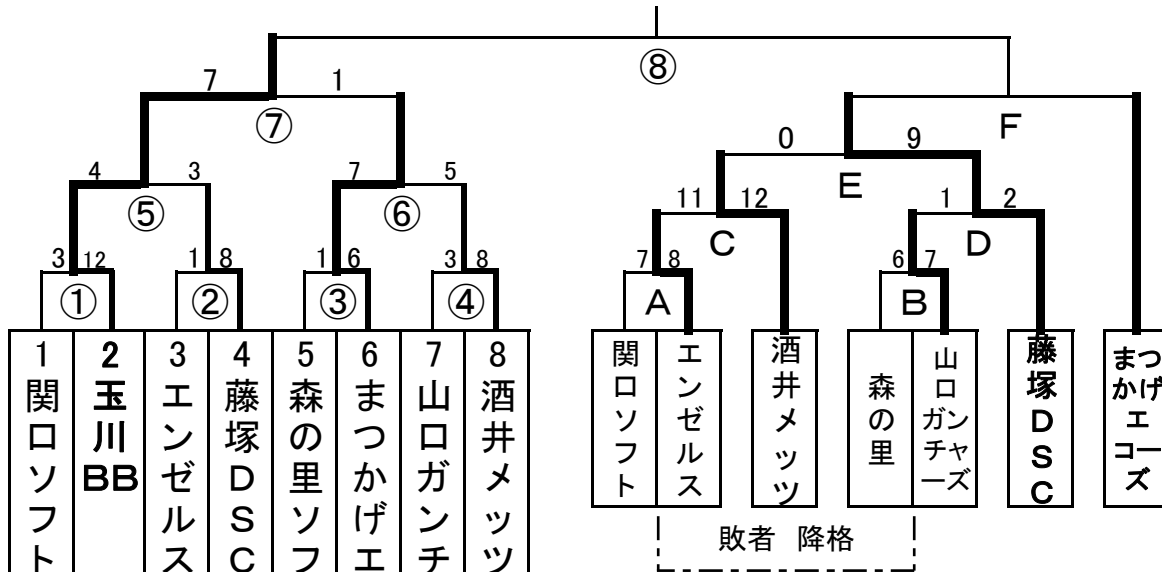 ⑧
7 1
⑦
F
0 9
E
4 3
⑤
7 5
⑥
11 12
C
1 2
D
3 12
①
1 8
②
1 6
③
3 8
④
7 8
A
6 7
B
1 関口ソフト
2 玉川BB
3 エンゼルス
4 藤塚DSC
5 森の里ソフ
6 まつかげエ
7 山口ガンチ
8 酒井メッツ
関口ソフト
エンゼルス
酒井メッツ
森の里
山口ガンチャーズ
藤塚DSC
まつかげエコーズ
敗者 降格